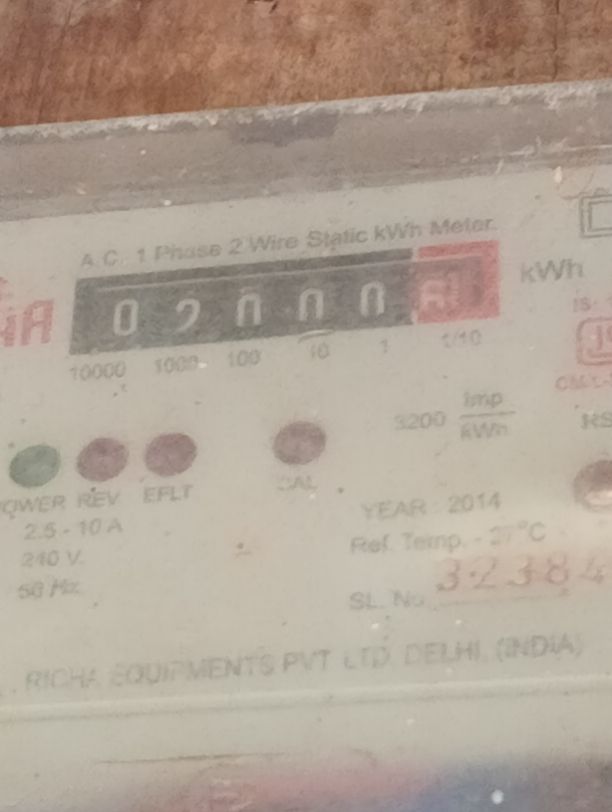 A.C. 1 Phase 2 Wire Static kWh Meter.
kWh
10000 1000 100 10 1 1/10
3200 Imp
kWh
POWER REV EFLT CAL
2.5 - 10 A
240 V.
50 Hz.
YEAR : 2014
Ref. Temp. - 27°C
SL. No. 32384
RICHA EQUIPMENTS PVT. LTD. DELHI. (INDIA)